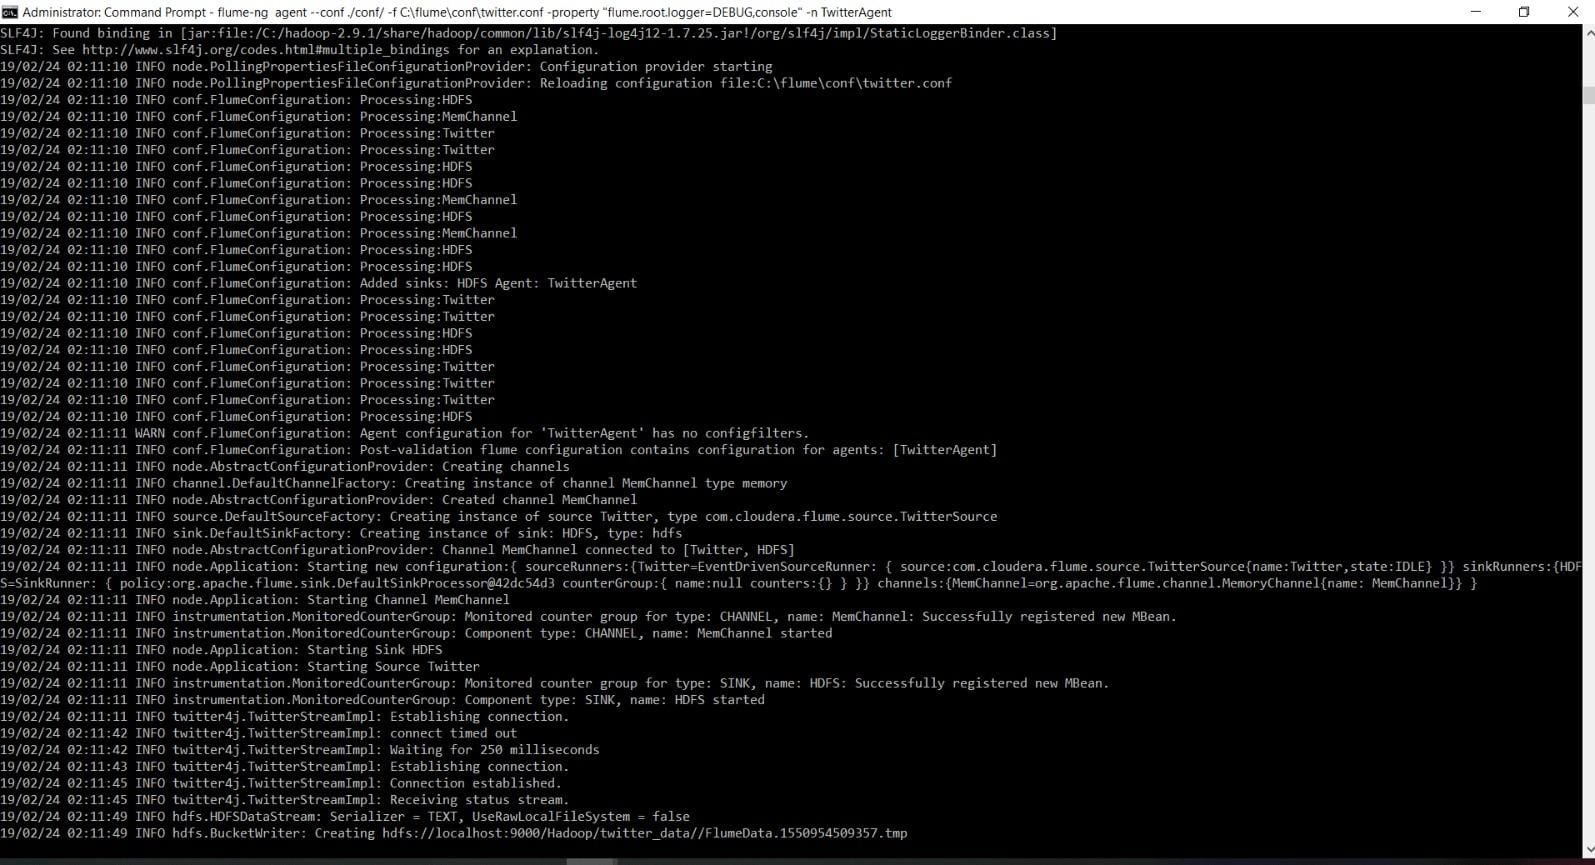 Administrator: Command Prompt - flume-ng  agent --conf ./conf/ -f C:\flume\conf\twitter.conf -property "flume.root.logger=DEBUG,console" -n TwitterAgent
SLF4J: Found binding in [jar:file:/C:/hadoop-2.9.1/share/hadoop/common/lib/slf4j-log4j12-1.7.25.jar!/org/slf4j/impl/StaticLoggerBinder.class]
SLF4J: See http://www.slf4j.org/codes.html#multiple_bindings for an explanation.
19/02/24 02:11:10 INFO node.PollingPropertiesFileConfigurationProvider: Configuration provider starting
19/02/24 02:11:10 INFO node.PollingPropertiesFileConfigurationProvider: Reloading configuration file:C:\flume\conf\twitter.conf
19/02/24 02:11:10 INFO conf.FlumeConfiguration: Processing:HDFS
19/02/24 02:11:10 INFO conf.FlumeConfiguration: Processing:MemChannel
19/02/24 02:11:10 INFO conf.FlumeConfiguration: Processing:Twitter
19/02/24 02:11:10 INFO conf.FlumeConfiguration: Processing:Twitter
19/02/24 02:11:10 INFO conf.FlumeConfiguration: Processing:HDFS
19/02/24 02:11:10 INFO conf.FlumeConfiguration: Processing:HDFS
19/02/24 02:11:10 INFO conf.FlumeConfiguration: Processing:MemChannel
19/02/24 02:11:10 INFO conf.FlumeConfiguration: Processing:HDFS
19/02/24 02:11:10 INFO conf.FlumeConfiguration: Processing:MemChannel
19/02/24 02:11:10 INFO conf.FlumeConfiguration: Processing:HDFS
19/02/24 02:11:10 INFO conf.FlumeConfiguration: Processing:HDFS
19/02/24 02:11:10 INFO conf.FlumeConfiguration: Added sinks: HDFS Agent: TwitterAgent
19/02/24 02:11:10 INFO conf.FlumeConfiguration: Processing:Twitter
19/02/24 02:11:10 INFO conf.FlumeConfiguration: Processing:Twitter
19/02/24 02:11:10 INFO conf.FlumeConfiguration: Processing:HDFS
19/02/24 02:11:10 INFO conf.FlumeConfiguration: Processing:HDFS
19/02/24 02:11:10 INFO conf.FlumeConfiguration: Processing:Twitter
19/02/24 02:11:10 INFO conf.FlumeConfiguration: Processing:Twitter
19/02/24 02:11:10 INFO conf.FlumeConfiguration: Processing:Twitter
19/02/24 02:11:10 INFO conf.FlumeConfiguration: Processing:HDFS
19/02/24 02:11:11 WARN conf.FlumeConfiguration: Agent configuration for 'TwitterAgent' has no configfilters.
19/02/24 02:11:11 INFO conf.FlumeConfiguration: Post-validation flume configuration contains configuration for agents: [TwitterAgent]
19/02/24 02:11:11 INFO node.AbstractConfigurationProvider: Creating channels
19/02/24 02:11:11 INFO channel.DefaultChannelFactory: Creating instance of channel MemChannel type memory
19/02/24 02:11:11 INFO node.AbstractConfigurationProvider: Created channel MemChannel
19/02/24 02:11:11 INFO source.DefaultSourceFactory: Creating instance of source Twitter, type com.cloudera.flume.source.TwitterSource
19/02/24 02:11:11 INFO sink.DefaultSinkFactory: Creating instance of sink: HDFS, type: hdfs
19/02/24 02:11:11 INFO node.AbstractConfigurationProvider: Channel MemChannel connected to [Twitter, HDFS]
19/02/24 02:11:11 INFO node.Application: Starting new configuration:{ sourceRunners:{Twitter=EventDrivenSourceRunner: { source:com.cloudera.flume.source.TwitterSource{name:Twitter,state:IDLE} }} sinkRunners:{HDF
S=SinkRunner: { policy:org.apache.flume.sink.DefaultSinkProcessor@42dc54d3 counterGroup:{ name:null counters:{} } }} channels:{MemChannel=org.apache.flume.channel.MemoryChannel{name: MemChannel}} }
19/02/24 02:11:11 INFO node.Application: Starting Channel MemChannel
19/02/24 02:11:11 INFO instrumentation.MonitoredCounterGroup: Monitored counter group for type: CHANNEL, name: MemChannel: Successfully registered new MBean.
19/02/24 02:11:11 INFO instrumentation.MonitoredCounterGroup: Component type: CHANNEL, name: MemChannel started
19/02/24 02:11:11 INFO node.Application: Starting Sink HDFS
19/02/24 02:11:11 INFO node.Application: Starting Source Twitter
19/02/24 02:11:11 INFO instrumentation.MonitoredCounterGroup: Monitored counter group for type: SINK, name: HDFS: Successfully registered new MBean.
19/02/24 02:11:11 INFO instrumentation.MonitoredCounterGroup: Component type: SINK, name: HDFS started
19/02/24 02:11:11 INFO twitter4j.TwitterStreamImpl: Establishing connection.
19/02/24 02:11:42 INFO twitter4j.TwitterStreamImpl: connect timed out
19/02/24 02:11:42 INFO twitter4j.TwitterStreamImpl: Waiting for 250 milliseconds
19/02/24 02:11:43 INFO twitter4j.TwitterStreamImpl: Establishing connection.
19/02/24 02:11:45 INFO twitter4j.TwitterStreamImpl: Connection established.
19/02/24 02:11:45 INFO twitter4j.TwitterStreamImpl: Receiving status stream.
19/02/24 02:11:49 INFO hdfs.HDFSDataStream: Serializer = TEXT, UseRawLocalFileSystem = false
19/02/24 02:11:49 INFO hdfs.BucketWriter: Creating hdfs://localhost:9000/Hadoop/twitter_data//FlumeData.1550954509357.tmp